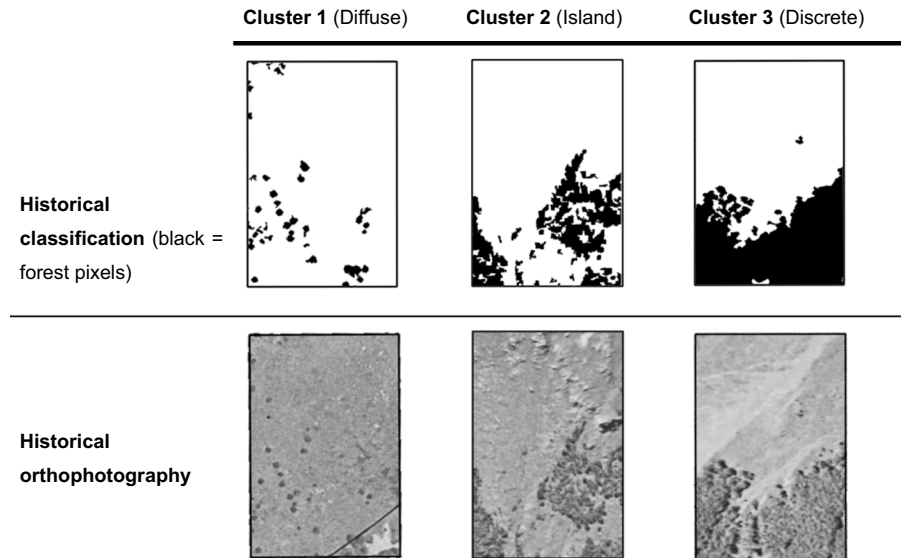 Cluster 1 (Diffuse) Cluster 2 (Island) Cluster 3 (Discrete)
Historical
classification (black =
forest pixels)
Historical
orthophotography